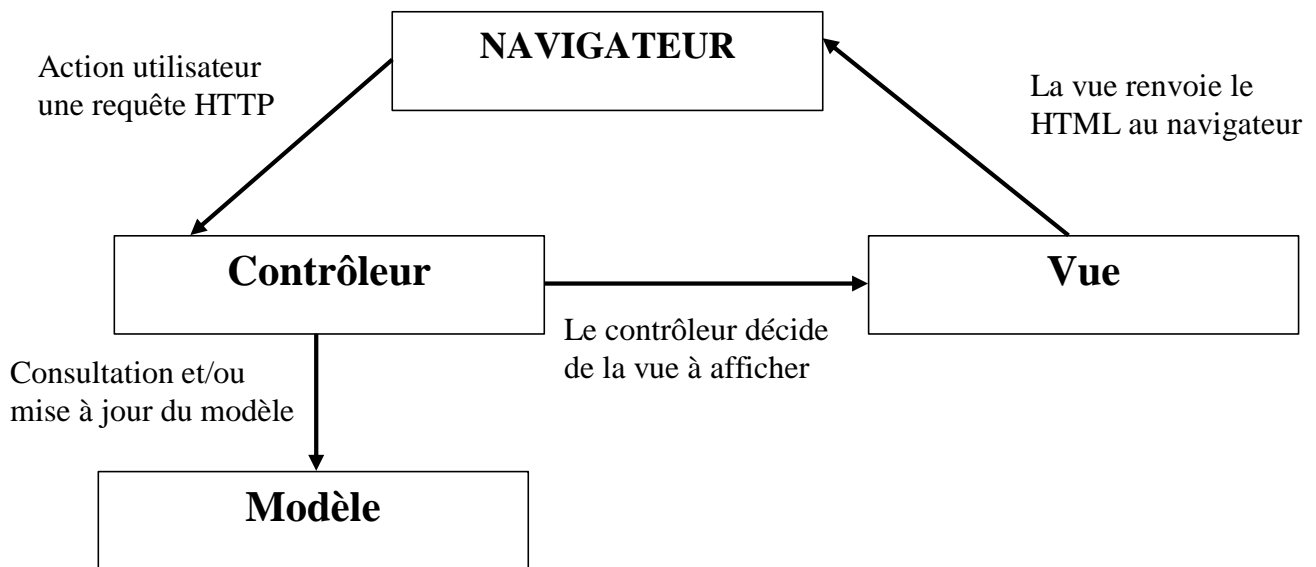 NAVIGATEUR
Action utilisateur
une requête HTTP
La vue renvoie le
HTML au navigateur
Contrôleur
Vue
Le contrôleur décide
de la vue à afficher
Consultation et/ou
mise à jour du modèle
Modèle